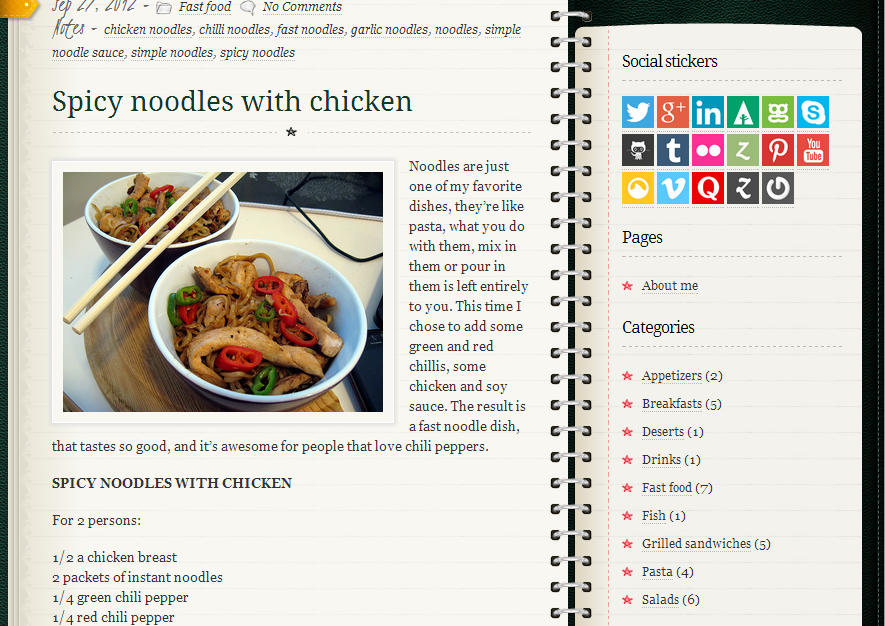 Sep 27, 2012 - Fast food No Comments
Notes - chicken noodles, chilli noodles, fast noodles, garlic noodles, noodles, simple
noodle sauce, simple noodles, spicy noodles
Spicy noodles with chicken
Noodles are just
one of my favorite
dishes, they're like
pasta, what you do
with them, mix in
them or pour in
them is left entirely
to you. This time I
chose to add some
green and red
chillis, some
chicken and soy
sauce. The result is
a fast noodle dish,
that tastes so good, and it's awesome for people that love chili peppers.
SPICY NOODLES WITH CHICKEN
For 2 persons:
1/2 a chicken breast
2 packets of instant noodles
1/4 green chili pepper
1/4 red chili pepper
Social stickers
g+ in
t z You Tube
Q z
Pages
About me
Categories
Appetizers (2)
Breakfasts (5)
Deserts (1)
Drinks (1)
Fast food (7)
Fish (1)
Grilled sandwiches (5)
Pasta (4)
Salads (6)